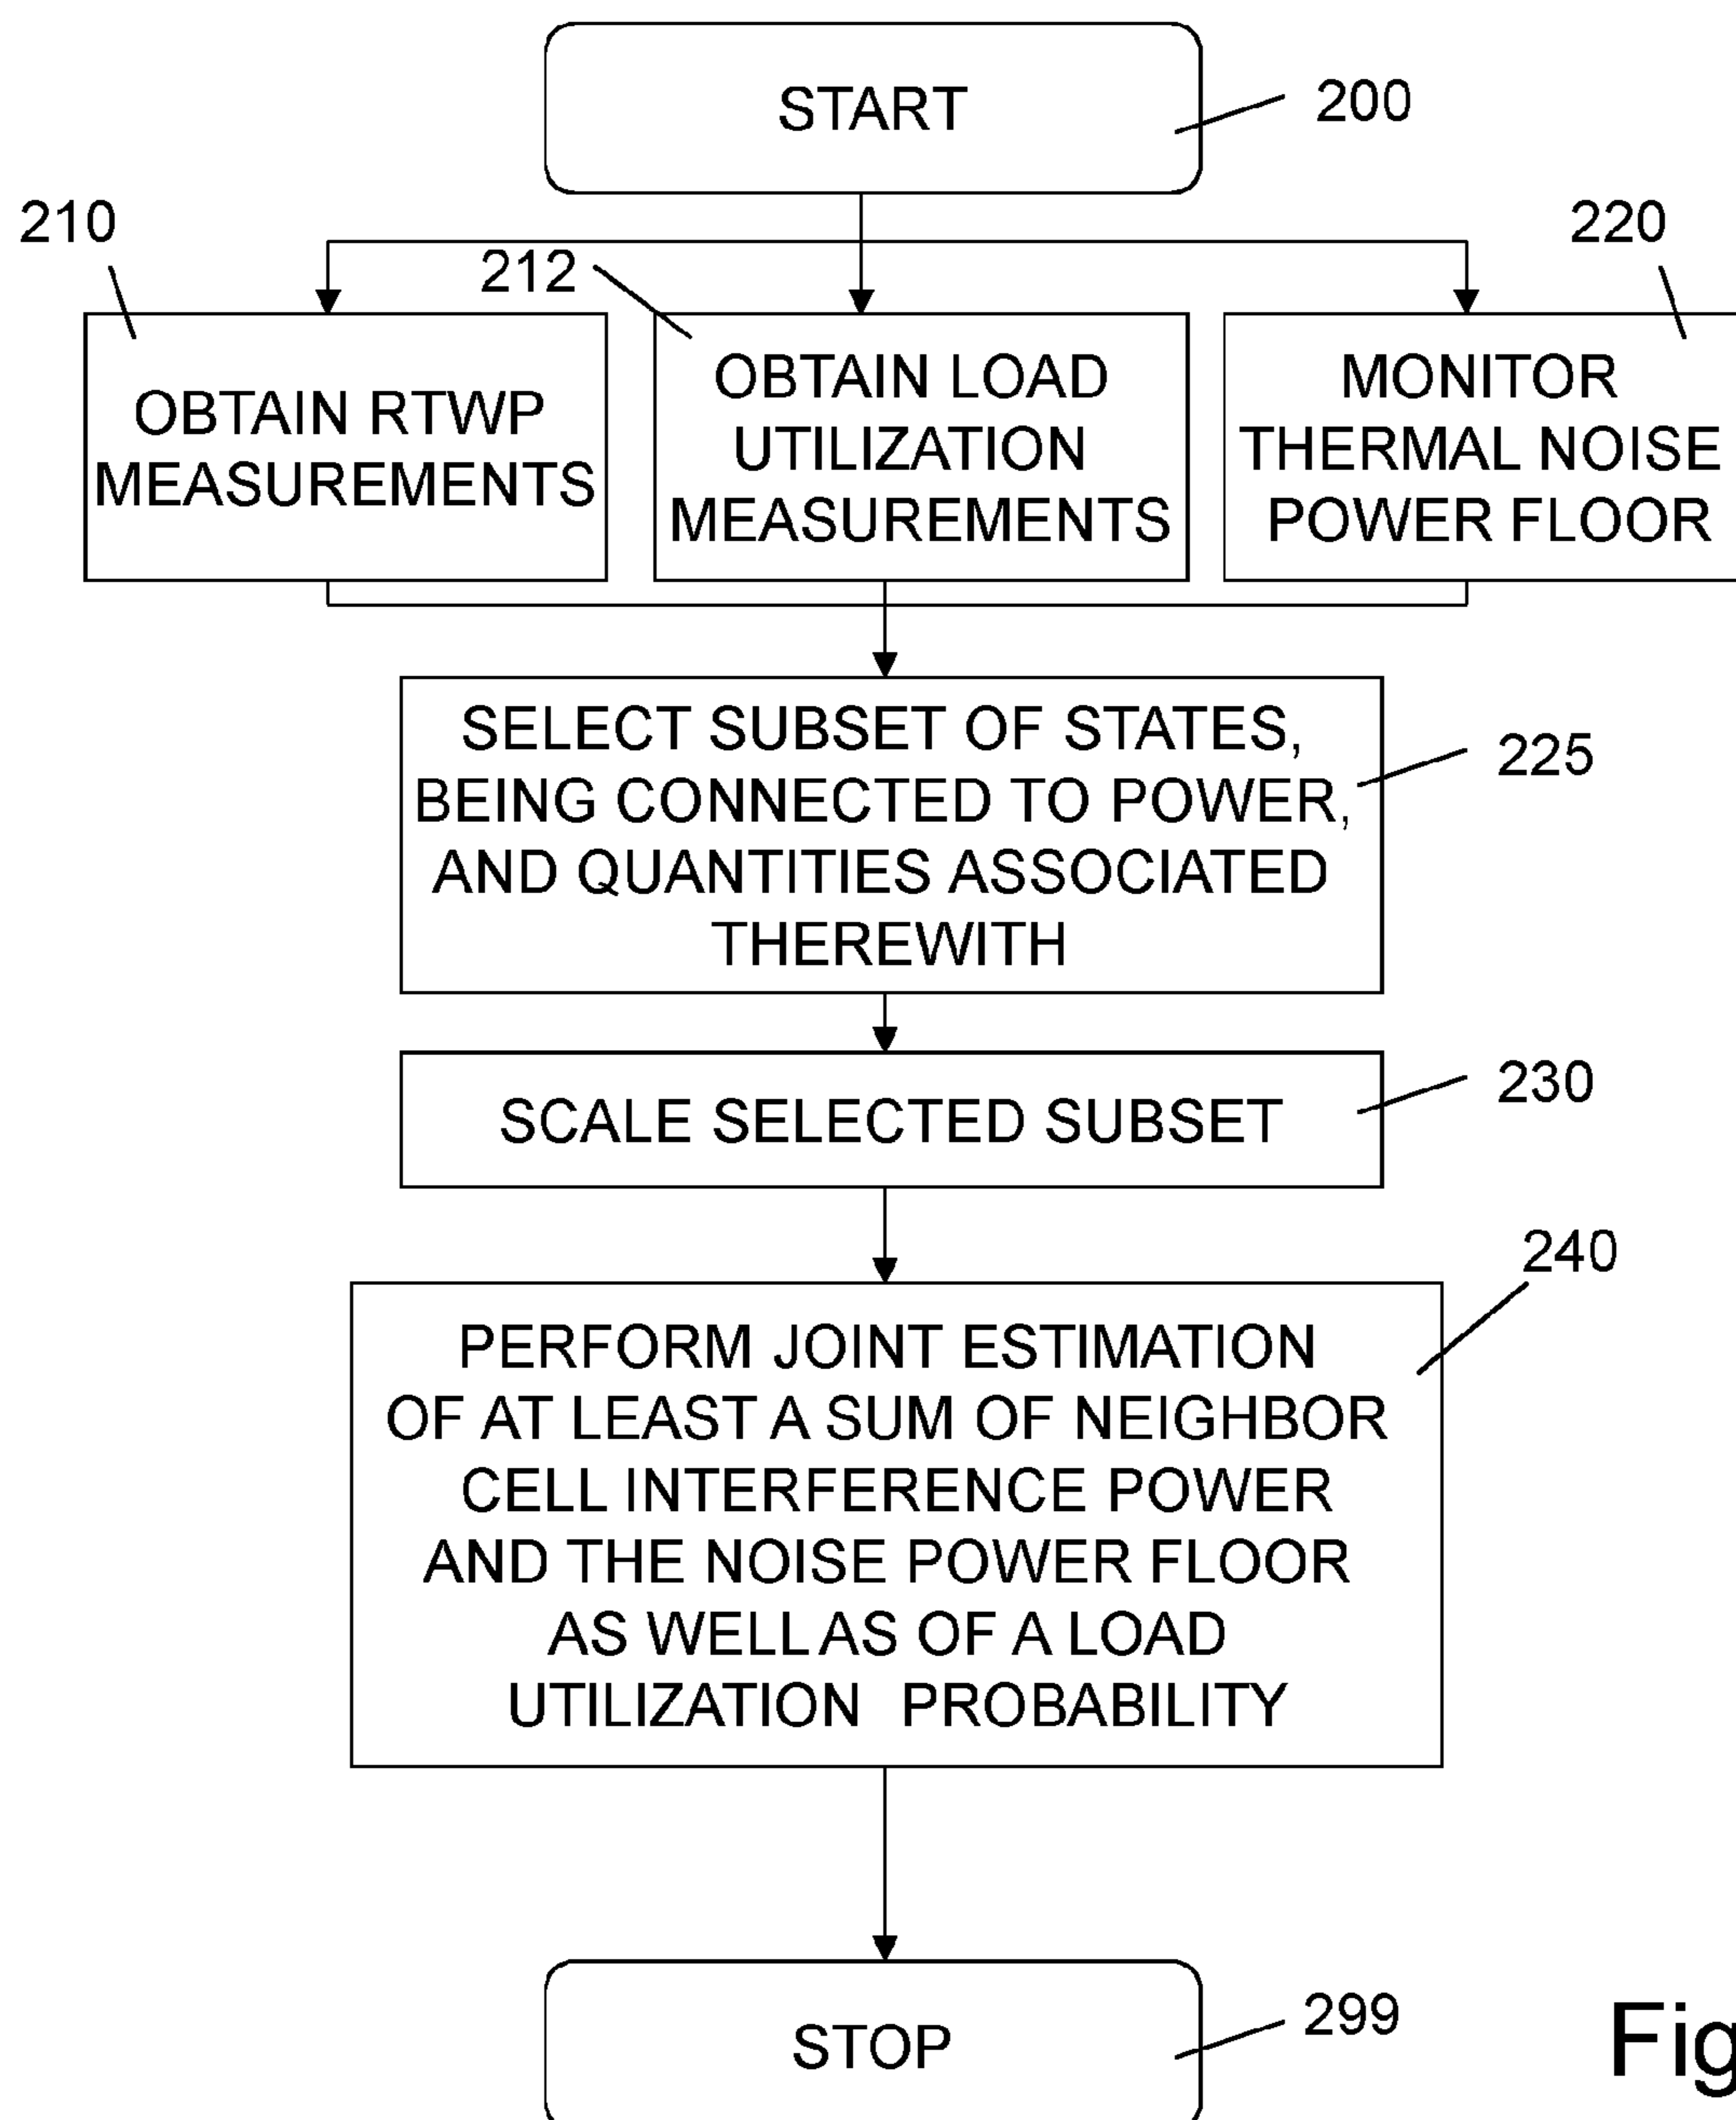 START
200
210
212
220
OBTAIN RTWP
MEASUREMENTS
OBTAIN LOAD
UTILIZATION
MEASUREMENTS
MONITOR
THERMAL NOISE
POWER FLOOR
SELECT SUBSET OF STATES,
BEING CONNECTED TO POWER,
AND QUANTITIES ASSOCIATED
THEREWITH
225
SCALE SELECTED SUBSET
230
240
PERFORM JOINT ESTIMATION
OF AT LEAST A SUM OF NEIGHBOR
CELL INTERFERENCE POWER
AND THE NOISE POWER FLOOR
AS WELL AS OF A LOAD
UTILIZATION PROBABILITY
STOP
299
Fig